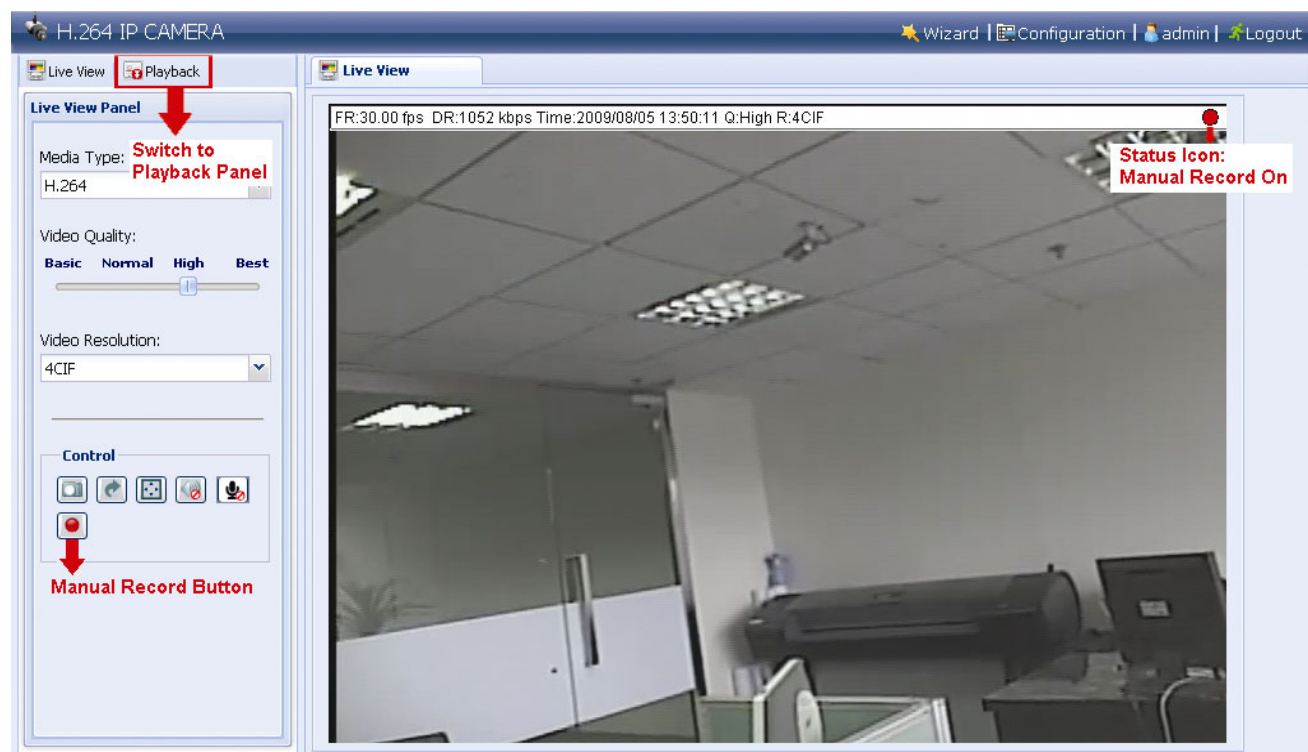 H.264 IP CAMERA
Wizard | Configuration | admin | Logout
Live View
Playback
Live View
Live View Panel
FR:30.00 fps DR:1052 kbps Time:2009/08/05 13:50:11 Q:High R:4CIF
Switch to
Playback Panel
Status Icon:
Manual Record On
Media Type:
H.264
Video Quality:
Basic Normal High Best
Video Resolution:
4CIF
Control
Manual Record Button